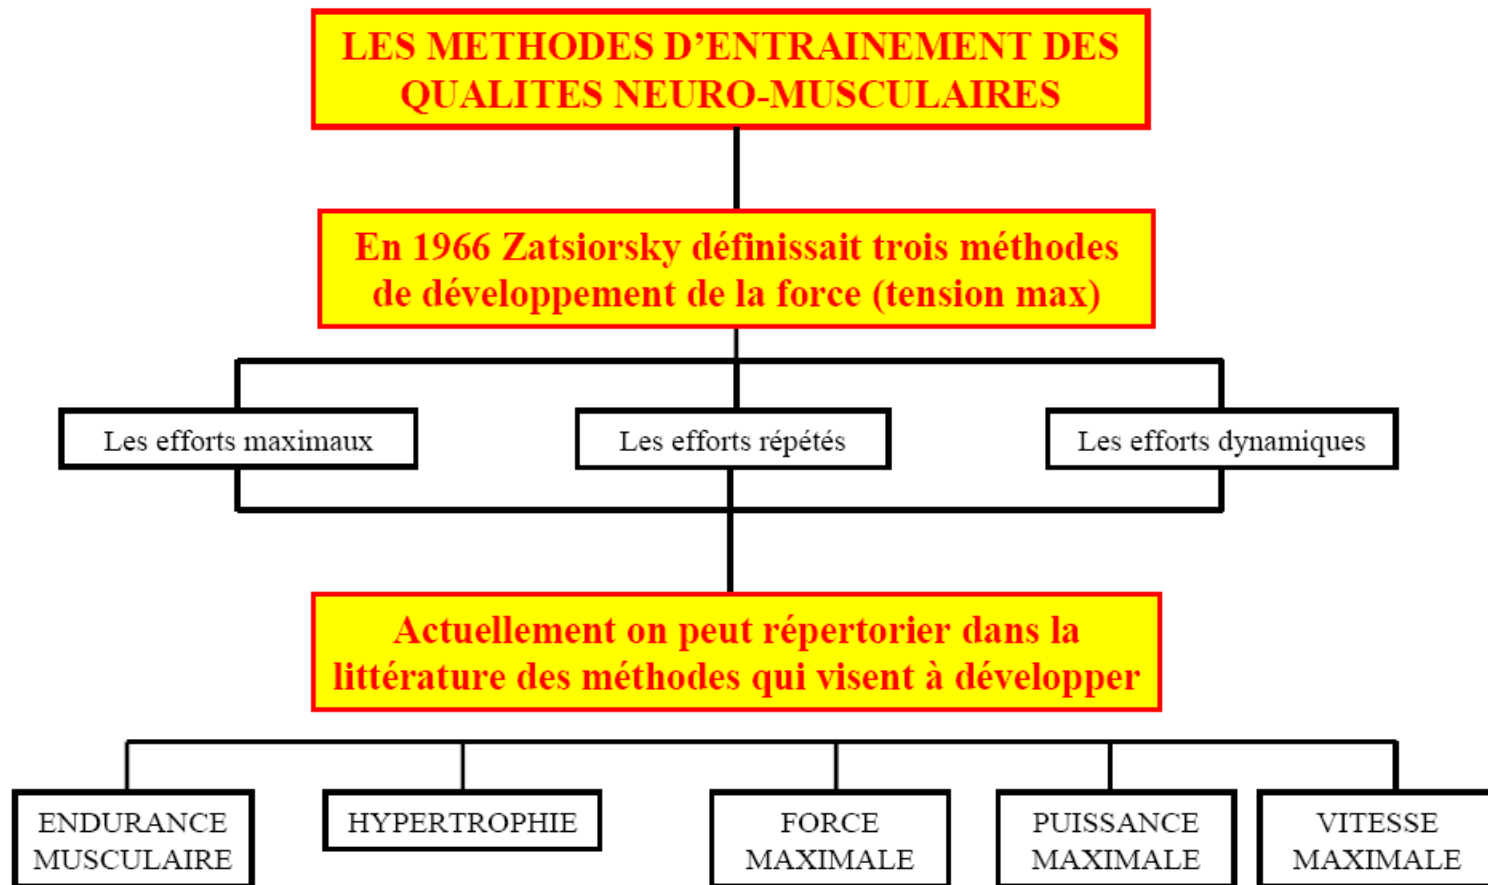 LES METHODES D’ENTRAINEMENT DES
QUALITES NEURO-MUSCULAIRES
En 1966 Zatsiorsky définissait trois méthodes
de développement de la force (tension max)
Les efforts maximaux
Les efforts répétés
Les efforts dynamiques
Actuellement on peut répertorier dans la
littérature des méthodes qui visent à développer
ENDURANCE
MUSCULAIRE
HYPERTROPHIE
FORCE
MAXIMALE
PUISSANCE
MAXIMALE
VITESSE
MAXIMALE